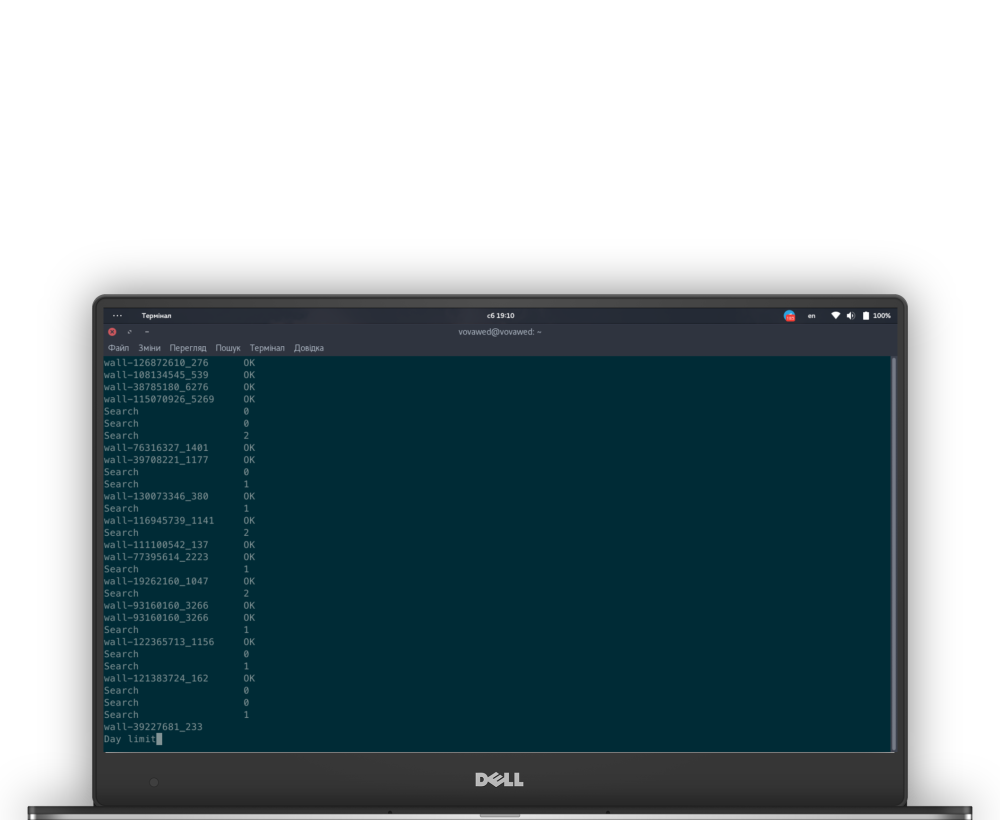 Термінал
сб 19:10
en
100%
vovawed@vovawed: ~
Файл Зміни Перегляд Пошук Термінал Довідка
wall-126872610_276 OK
wall-108134545_539 OK
wall-38785180_6276 OK
wall-115070926_5269 OK
Search 0
Search 0
Search 2
wall-76316327_1401 OK
wall-39708221_1177 OK
Search 0
Search 1
wall-130073346_380 OK
Search 1
wall-116945739_1141 OK
Search 2
wall-111100542_137 OK
wall-77395614_2223 OK
Search 1
wall-19262160_1047 OK
Search 2
wall-93160160_3266 OK
wall-93160160_3266 OK
Search 1
wall-122365713_1156 OK
Search 0
Search 1
wall-121383724_162 OK
Search 0
Search 0
Search 1
wall-39227681_233
Day limit
DELL